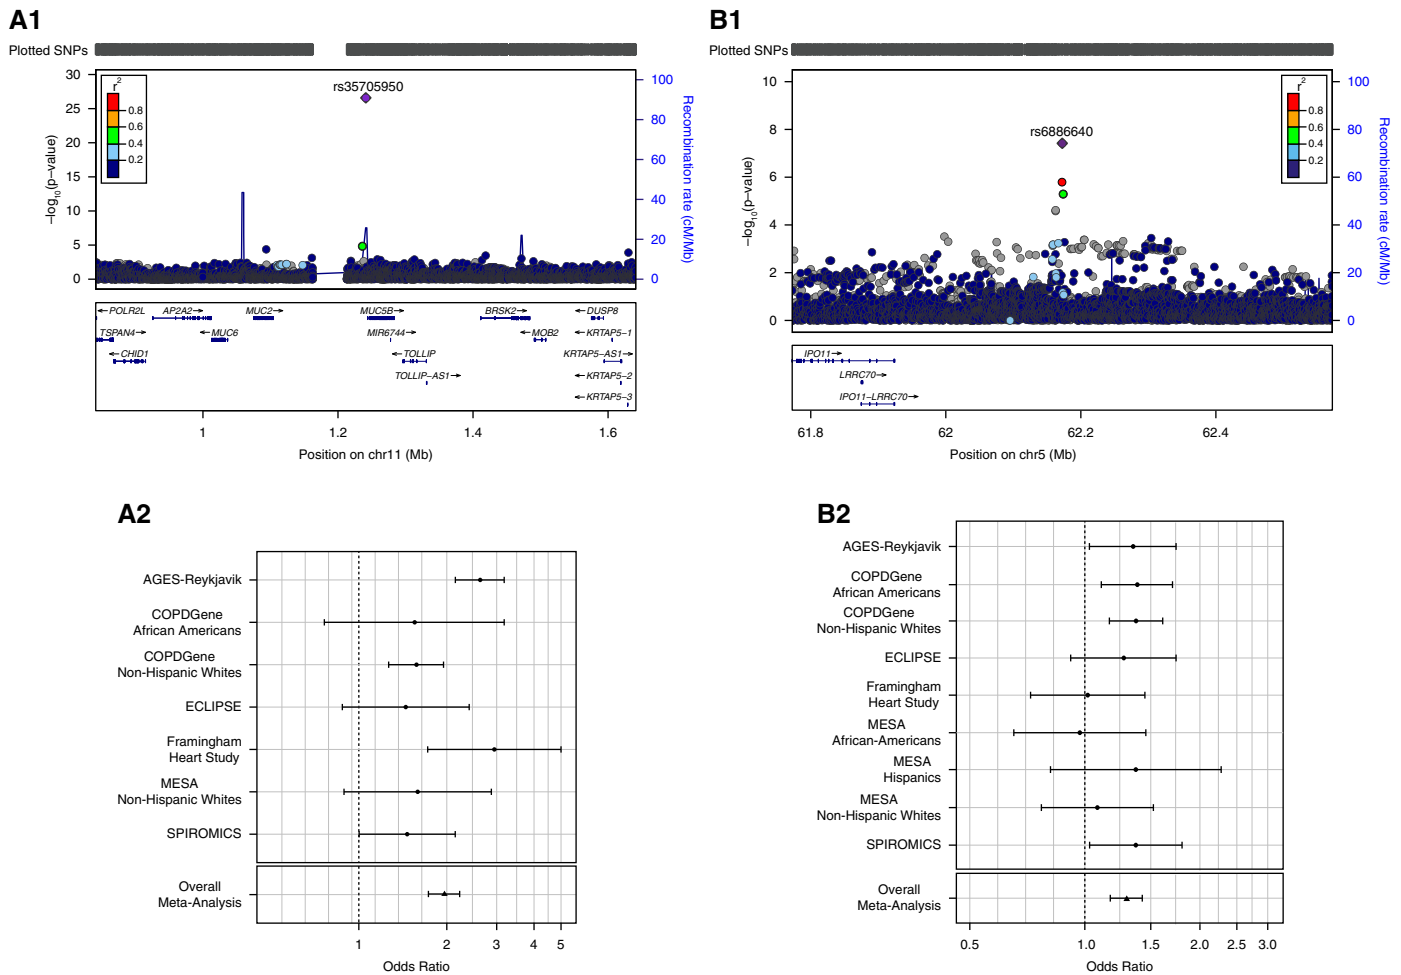 A1
Plotted SNPs
rs35705950
r2
0.8
0.6
0.4
0.2
30
25
20
15
10
5
0
−log10(p−value)
100
80
60
40
20
0
Recombination rate (cM/Mb)
POLR2L
AP2A2
MUC2
MUC5B
BRSK2
DUSP8
TSPAN4
MUC6
MIR6744
MOB2
KRTAP5−1
CHID1
TOLLIP
KRTAP5−AS1
TOLLIP−AS1
KRTAP5−2
KRTAP5−3
1
1.2
1.4
1.6
Position on chr11 (Mb)
B1
Plotted SNPs
rs6886640
r2
0.8
0.6
0.4
0.2
10
8
6
4
2
0
−log10(p−value)
100
80
60
40
20
0
Recombination rate (cM/Mb)
IPO11
LRRC70
IPO11−LRRC70
61.8
62
62.2
62.4
Position on chr5 (Mb)
A2
AGES-Reykjavik
COPDGene
African Americans
COPDGene
Non-Hispanic Whites
ECLIPSE
Framingham
Heart Study
MESA
Non-Hispanic Whites
SPIROMICS
Overall
Meta-Analysis
1
2
3
4
5
Odds Ratio
B2
AGES-Reykjavik
COPDGene
African Americans
COPDGene
Non-Hispanic Whites
ECLIPSE
Framingham
Heart Study
MESA
African-Americans
MESA
Hispanics
MESA
Non-Hispanic Whites
SPIROMICS
Overall
Meta-Analysis
0.5
1.0
1.5
2.0
2.5
3.0
Odds Ratio